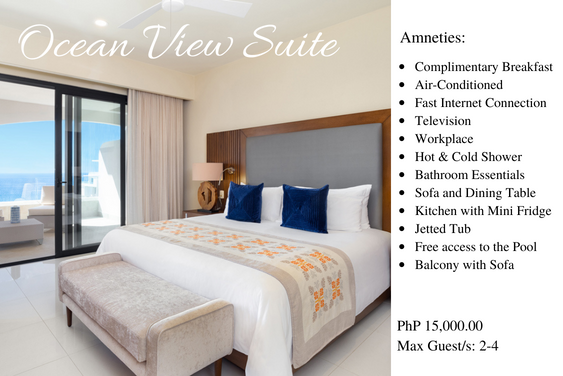 Ocean View Suite
Amneties:
Complimentary Breakfast
Air-Conditioned
Fast Internet Connection
Television
Workplace
Hot & Cold Shower
Bathroom Essentials
Sofa and Dining Table
Kitchen with Mini Fridge
Jetted Tub
Free access to the Pool
Balcony with Sofa
PhP 15,000.00
Max Guest/s: 2-4